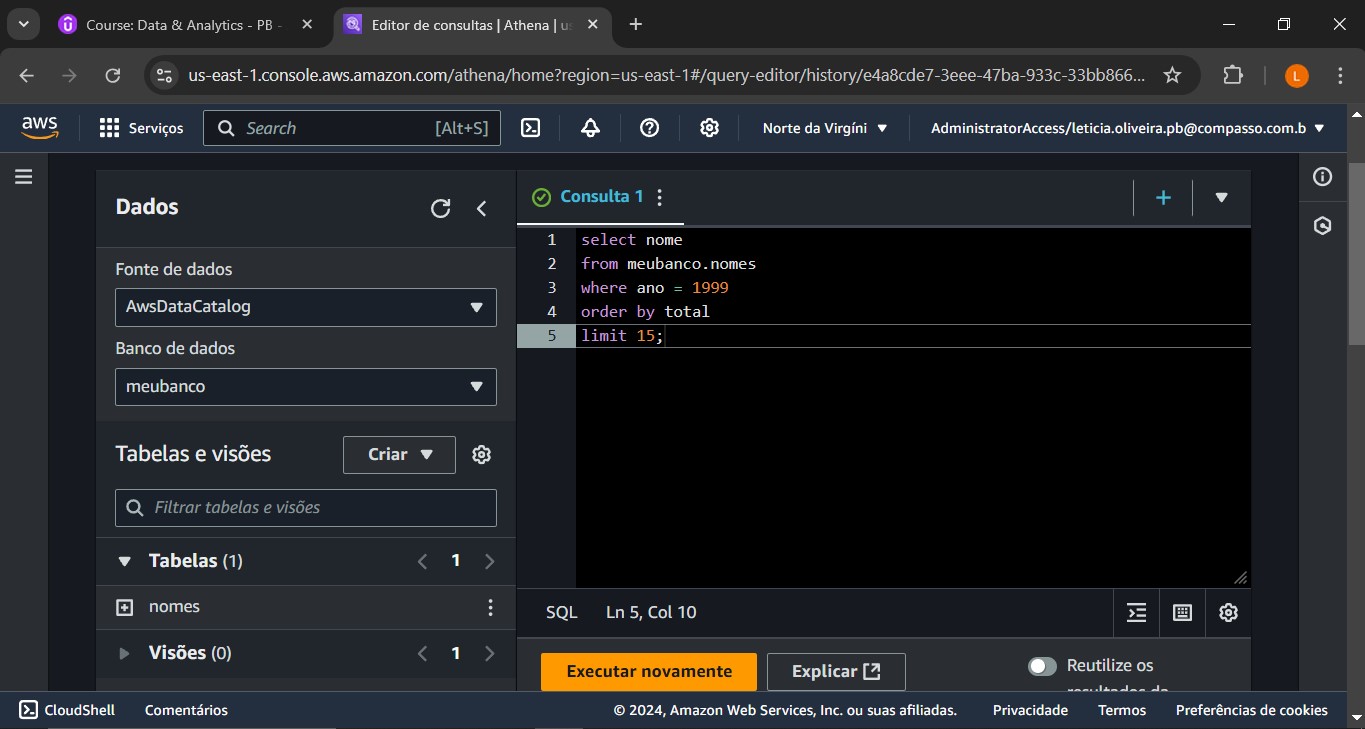 Course: Data & Analytics - PB -
Editor de consultas | Athena | us
us-east-1.console.aws.amazon.com/athena/home?region=us-east-1#/query-editor/history/e4a8cde7-3eee-47ba-933c-33bb866...
L
aws
Serviços
Search
[Alt+S]
Norte da Virgíni
AdministratorAccess/leticia.oliveira.pb@compasso.com.b
Dados
Fonte de dados
AwsDataCatalog
Banco de dados
meubanco
Tabelas e visões
Criar
Filtrar tabelas e visões
Tabelas (1)
1
nomes
Visões (0)
1
Consulta 1
1 select nome
2 from meubanco.nomes
3 where ano = 1999
4 order by total
5 limit 15;
SQL
Ln 5, Col 10
Executar novamente
Explicar
Reutilize os
resultados da
CloudShell
Comentários
© 2024, Amazon Web Services, Inc. ou suas afiliadas.
Privacidade
Termos
Preferências de cookies